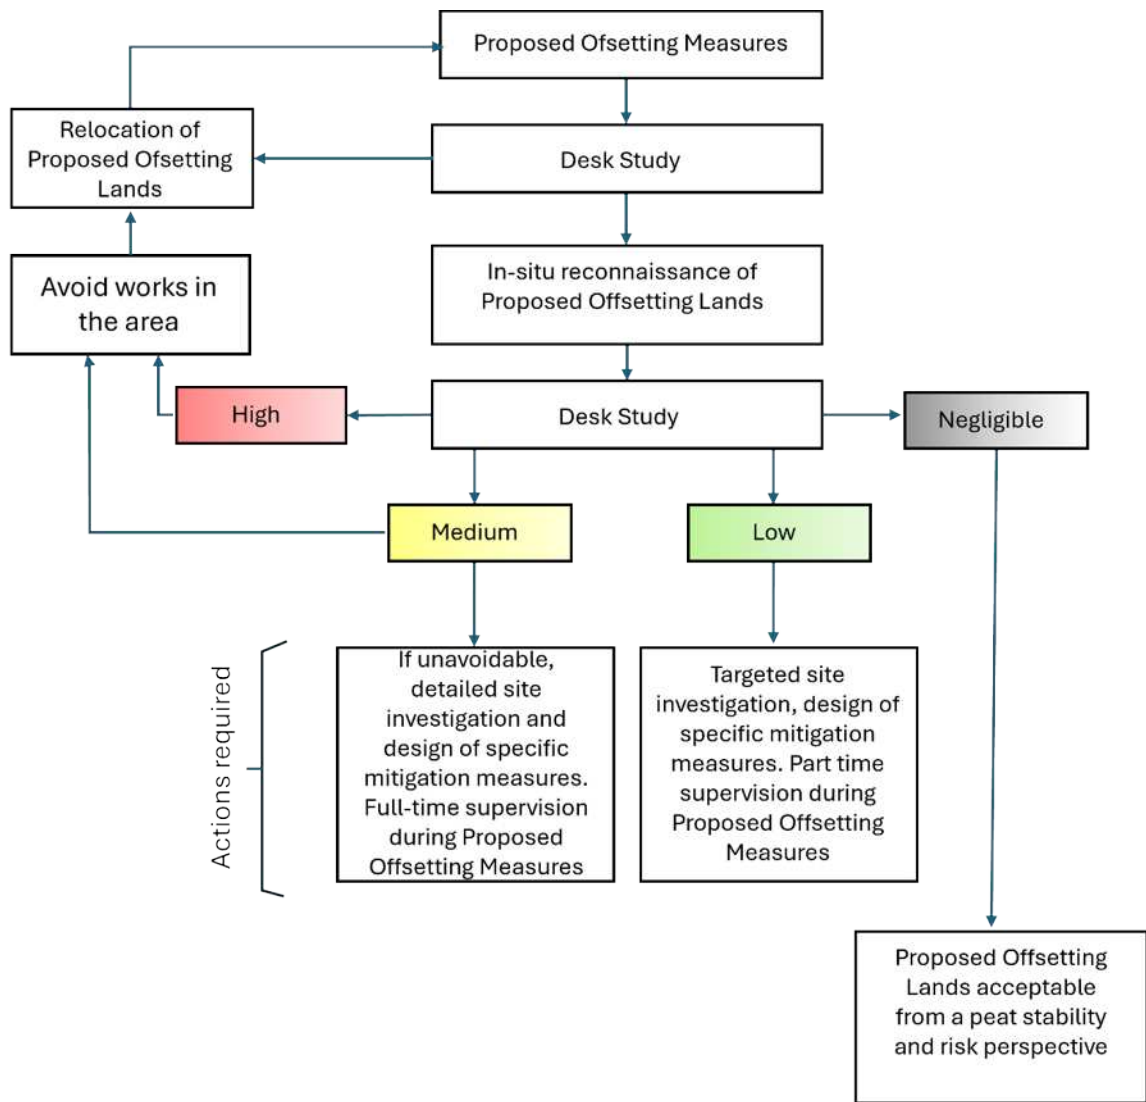 Proposed Ofsetting Measures
Relocation of
Proposed Ofsetting
Lands
Desk Study
In-situ reconnaissance of
Proposed Offsetting Lands
Avoid works in
the area
High
Desk Study
Negligible
Medium
Low
Actions required
If unavoidable,
detailed site
investigation and
design of specific
mitigation measures.
Full-time supervision
during Proposed
Offsetting Measures
Targeted site
investigation, design of
specific mitigation
measures. Part time
supervision during
Proposed Offsetting
Measures
Proposed Offsetting
Lands acceptable
from a peat stability
and risk perspective